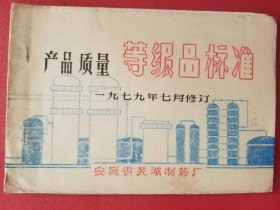 产品质量 等级品标准
一九七九年七月修订
安徽省芜湖制药厂